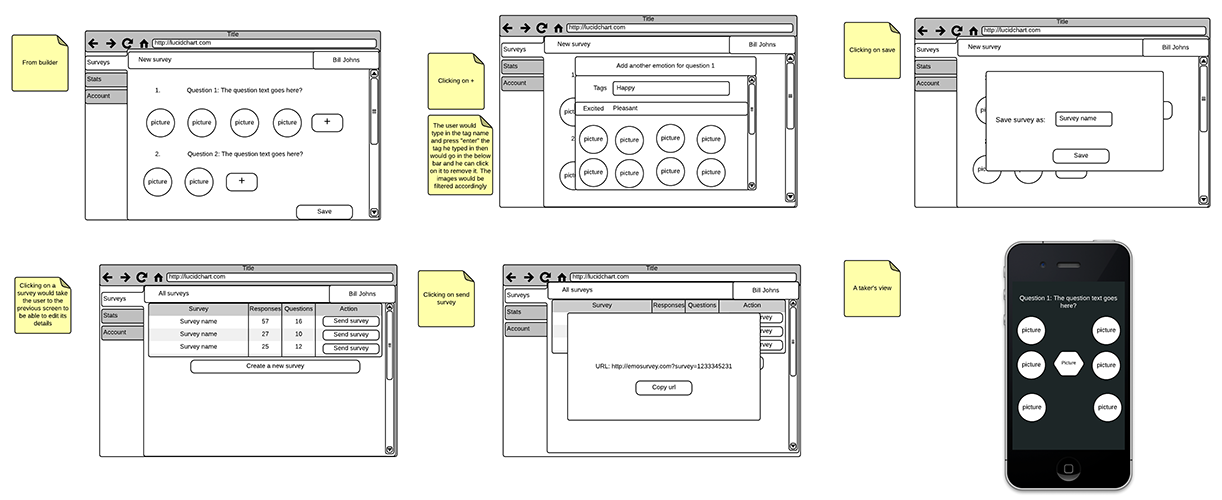 From builder
Title
http://lucidchart.com
Surveys
Stats
Account
New survey
Bill Johns
1. Question 1: The question text goes here?
picture picture picture picture +
2. Question 2: The question text goes here?
picture picture +
Save
Clicking on +
The user would
type in the tag name
and press "enter" the
tag he typed in then
would go in the below
bar and he can click
on it to remove it. The
images would be
filtered accordingly
Title
http://lucidchart.com
Surveys
Stats
Account
New survey
Bill Johns
1
Add another emotion for question 1
Tags Happy
Excited Pleasant
picture picture picture picture
picture picture picture picture
Clicking on save
Title
http://lucidchart.com
Surveys
Stats
Account
New survey
Bill Johns
Save survey as: Survey name
Save
Clicking on a
survey would take
the user to the
previous screen to
be able to edit its
details
Title
http://lucidchart.com
Surveys
Stats
Account
All surveys
Bill Johns
Survey Responses Questions Action
Survey name 57 16 Send survey
Survey name 27 10 Send survey
Survey name 25 12 Send survey
Create a new survey
Clicking on send
survey
Title
http://lucidchart.com
Surveys
Stats
Account
All surveys
Bill Johns
Survey Responses Questions Action
URL: http://emosurvey.com?survey=1233345231
Copy url
A taker's view
Question 1: The question text goes
here?
picture picture
picture Picture picture
picture picture